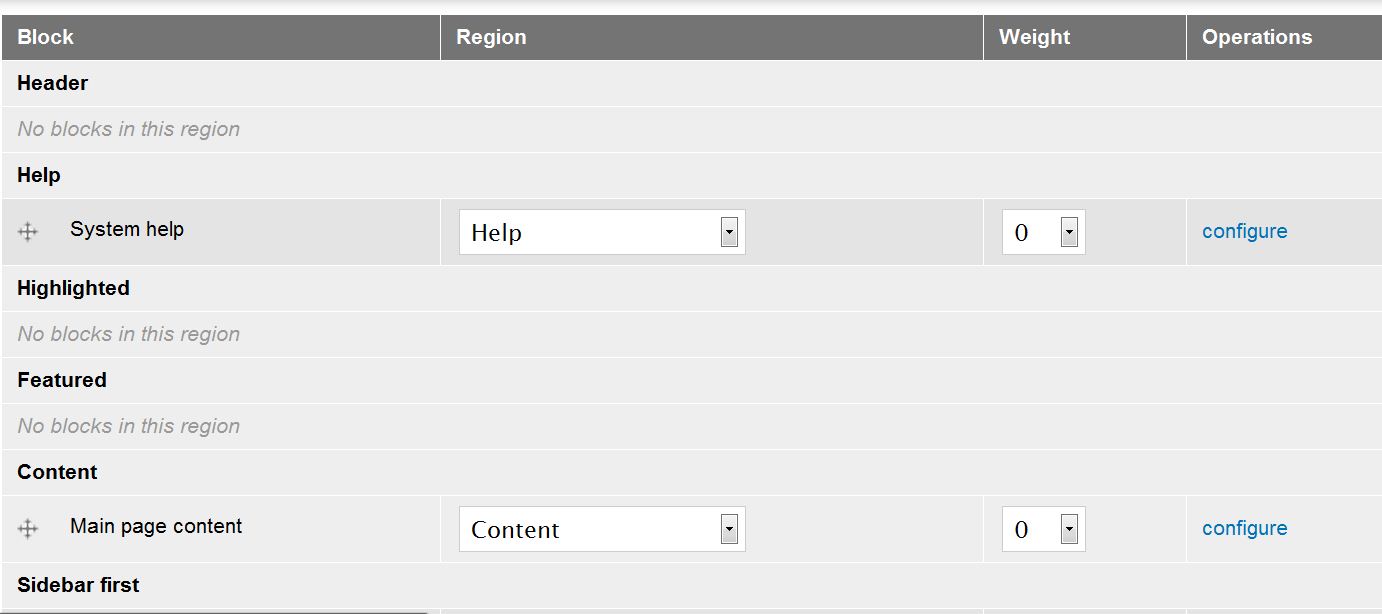 Block Region Weight Operations
Header
No blocks in this region
Help
System help Help 0 configure
Highlighted
No blocks in this region
Featured
No blocks in this region
Content
Main page content Content 0 configure
Sidebar first